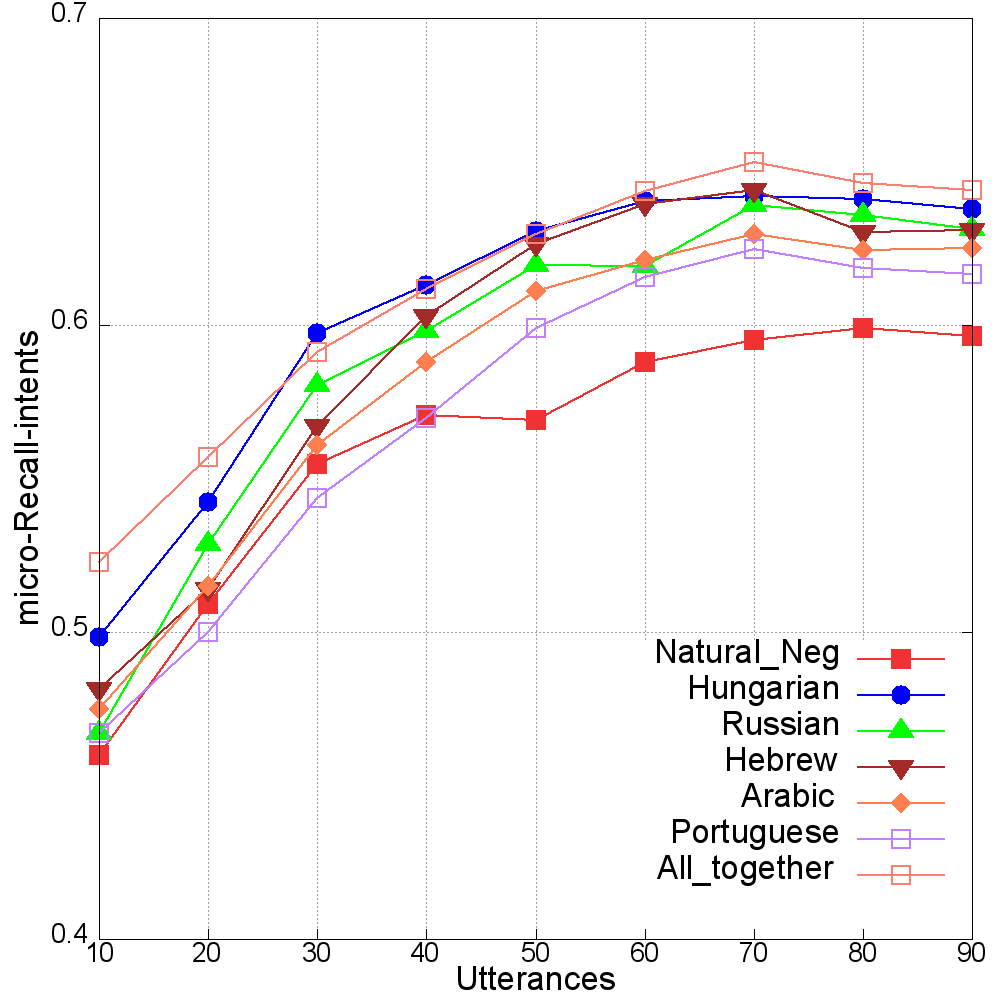 0.7
0.6
0.5
0.4
micro-Recall-intents
Natural_Neg
Hungarian
Russian
Hebrew
Arabic
Portuguese
All_together
10 20 30 40 50 60 70 80 90
Utterances